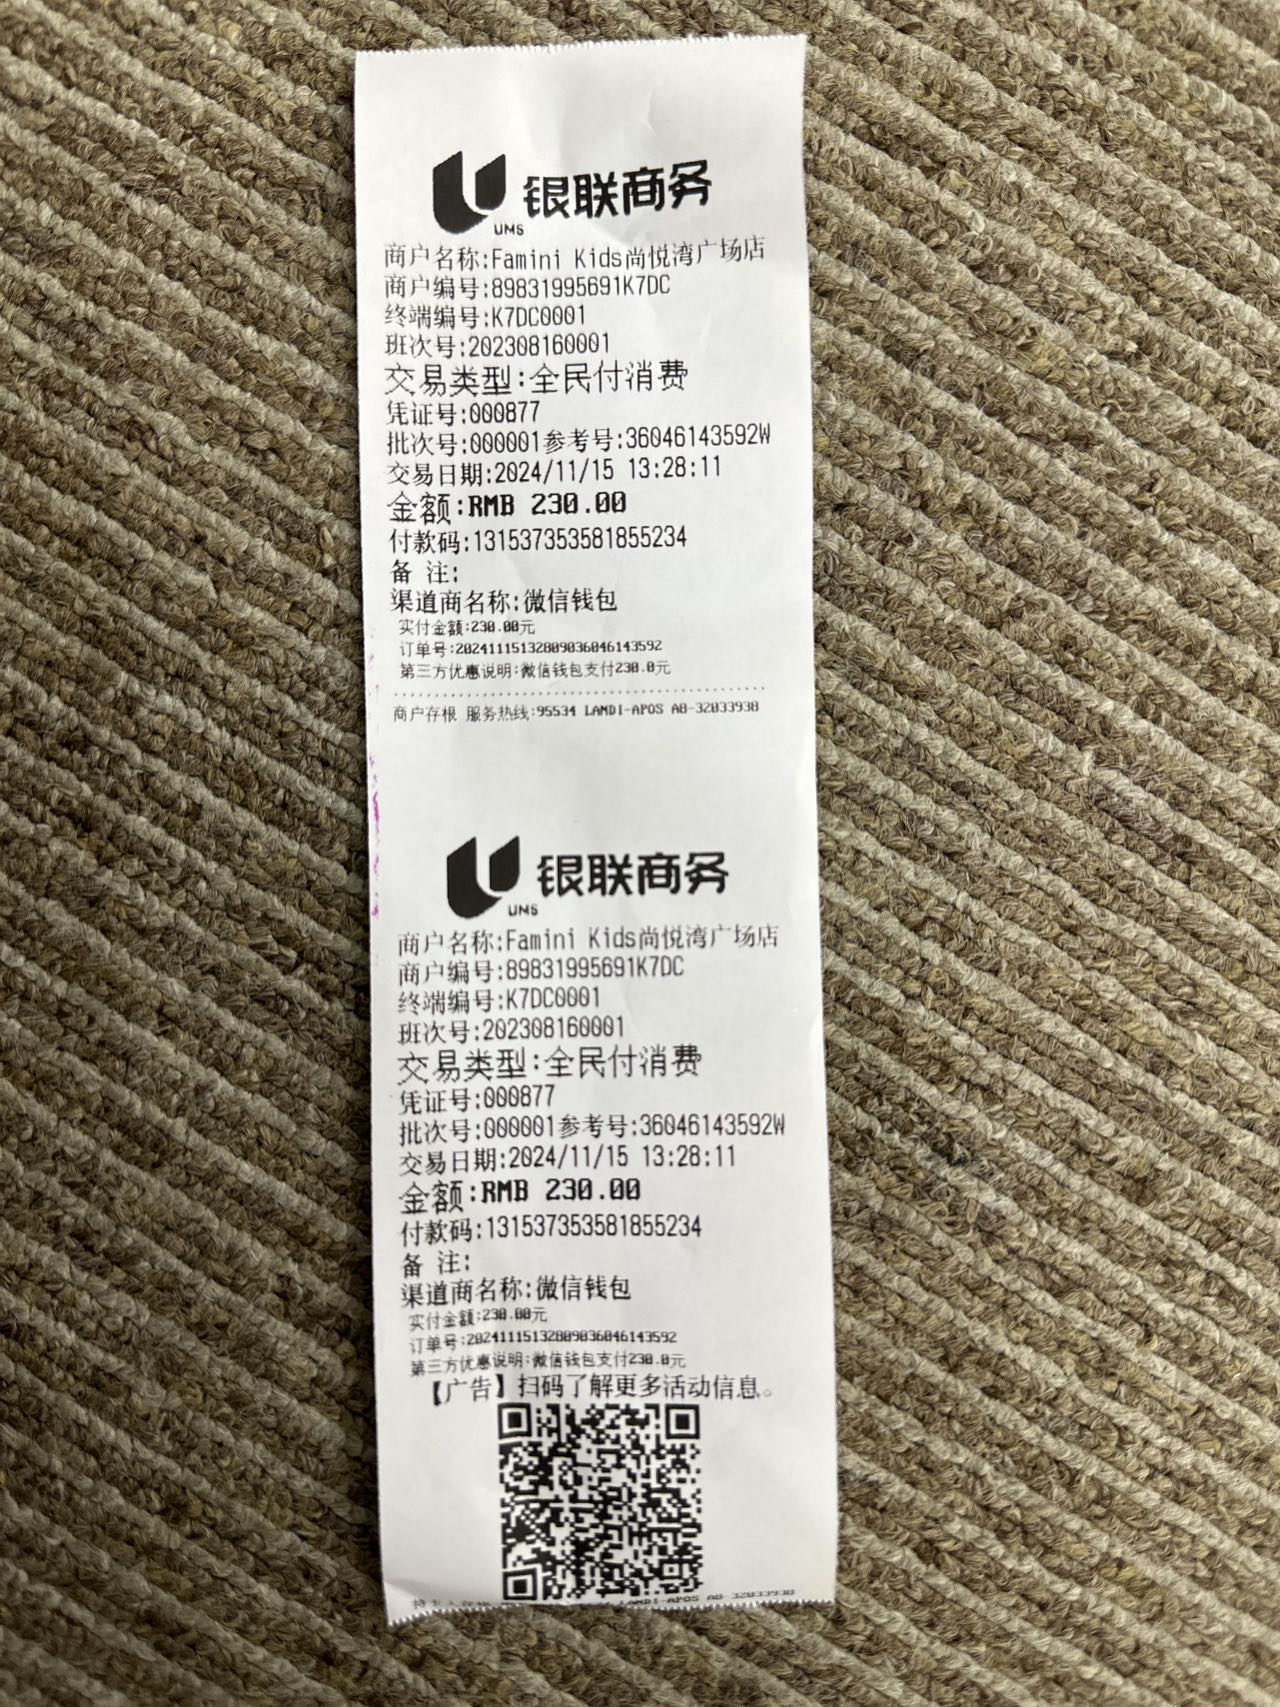 银联商务
UMS
商户名称:Famini Kids尚悦湾广场店
商户编号:89831995691K7DC
终端编号:K7DC0001
班次号:202308160001
交易类型:全民付消费
凭证号:000877
批次号:000001参考号:36046143592W
交易日期:2024/11/15 13:28:11
金额:RMB 230.00
付款码:131537353581855234
备 注:
渠道商名称:微信钱包
实付金额:230.00元
订单号:20241115132809036046143592
第三方优惠说明:微信钱包支付230.0元
商户存根 服务热线:95534 LANDI-APOS A8-32033938
银联商务
UMS
商户名称:Famini Kids尚悦湾广场店
商户编号:89831995691K7DC
终端编号:K7DC0001
班次号:202308160001
交易类型:全民付消费
凭证号:000877
批次号:000001参考号:36046143592W
交易日期:2024/11/15 13:28:11
金额:RMB 230.00
付款码:131537353581855234
备 注:
渠道商名称:微信钱包
实付金额:230.00元
订单号:20241115132809036046143592
第三方优惠说明:微信钱包支付230.0元
【广告】扫码了解更多活动信息。
LANDI-APOS A8-32033938